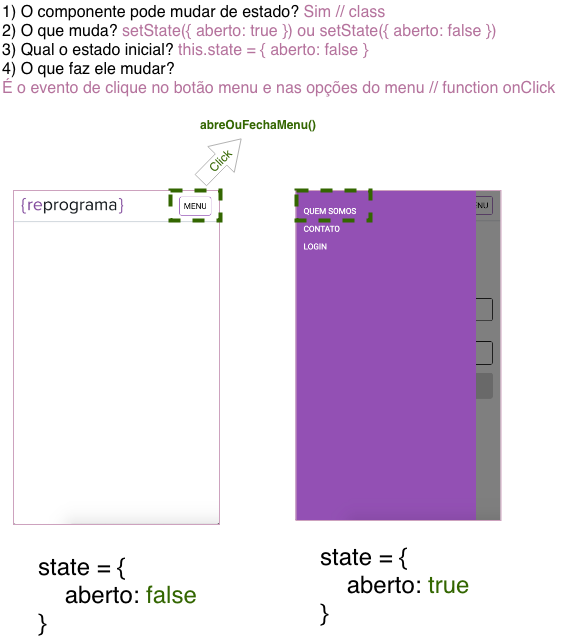 1) O componente pode mudar de estado? Sim // class
2) O que muda? setState({ aberto: true }) ou setState({ aberto: false })
3) Qual o estado inicial? this.state = { aberto: false }
4) O que faz ele mudar?
É o evento de clique no botão menu e nas opções do menu // function onClick
abreOuFechaMenu()
Click
{reprograma}
MENU
QUEM SOMOS
NU
CONTATO
LOGIN
state = {
aberto: false
}
state = {
aberto: true
}